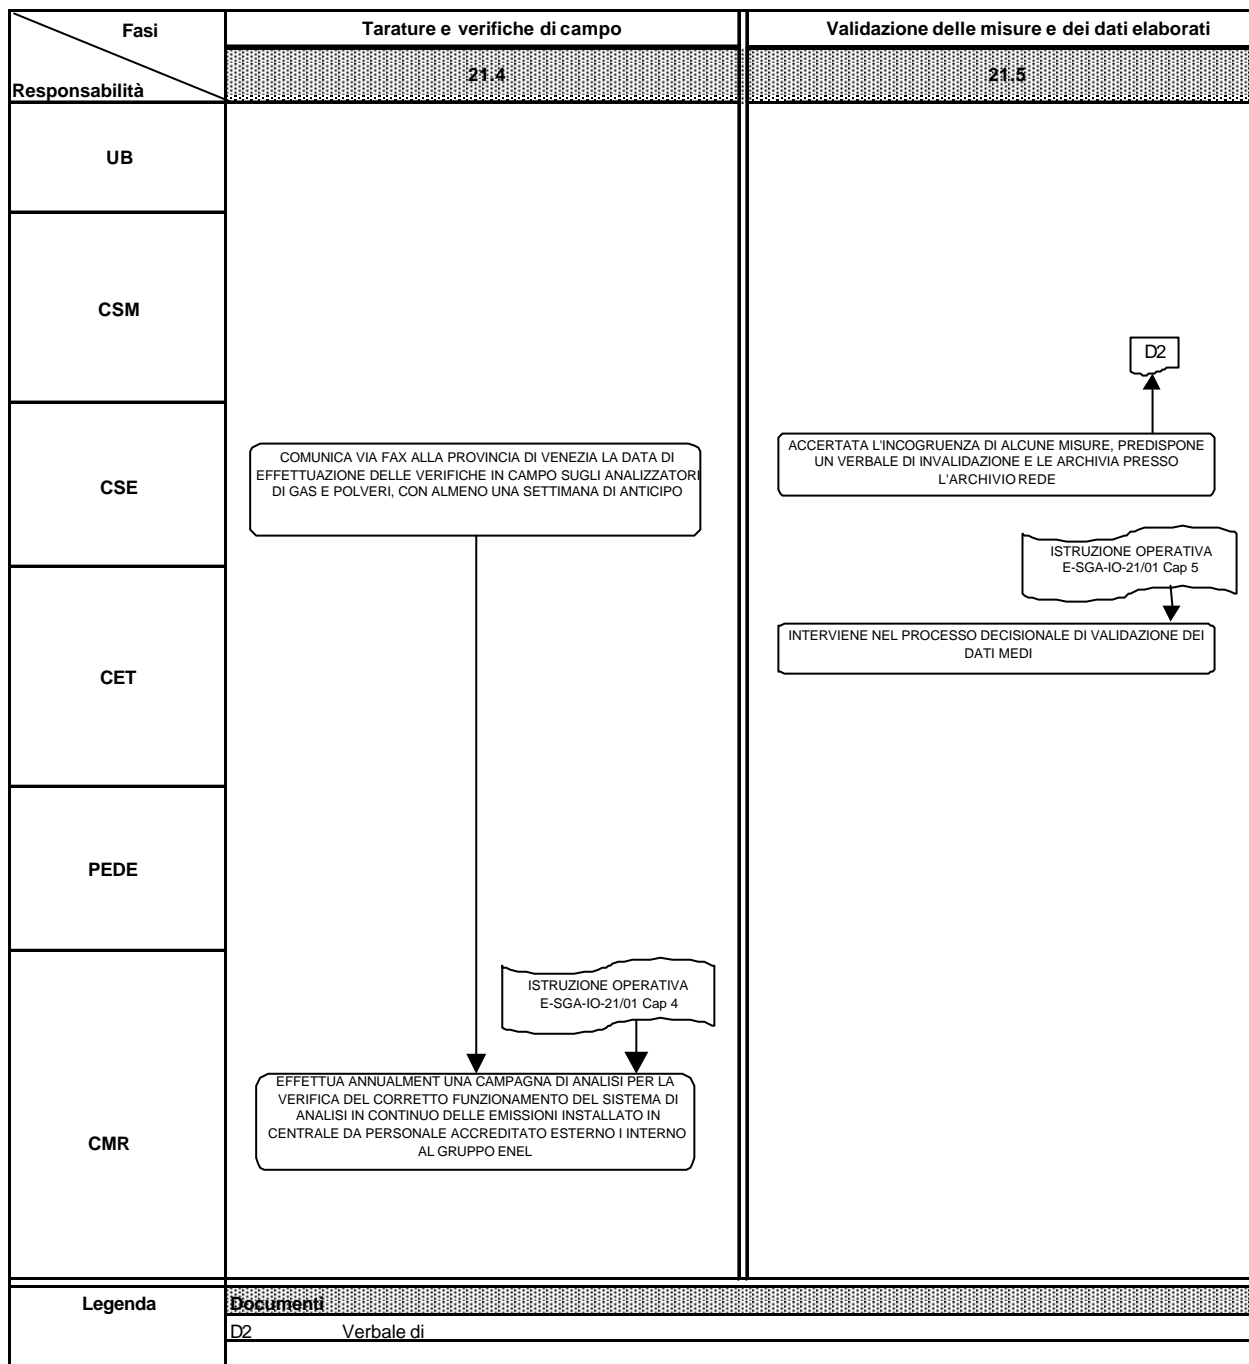 Fasi
Tarature e verifiche di campo
Validazione delle misure e dei dati elaborati
Responsabilità
21.4
21.5
UB
CSM
D2
CSE
COMUNICA VIA FAX ALLA PROVINCIA DI VENEZIA LA DATA DI
EFFETTUAZIONE DELLE VERIFICHE IN CAMPO SUGLI ANALIZZATORI
DI GAS E POLVERI, CON ALMENO UNA SETTIMANA DI ANTICIPO
ACCERTATA L'INCOGRUENZA DI ALCUNE MISURE, PREDISPONE
UN VERBALE DI INVALIDAZIONE E LE ARCHIVIA PRESSO
L'ARCHIVIO REDE
ISTRUZIONE OPERATIVA
E-SGA-IO-21/01 Cap 5
CET
INTERVIENE NEL PROCESSO DECISIONALE DI VALIDAZIONE DEI
DATI MEDI
PEDE
ISTRUZIONE OPERATIVA
E-SGA-IO-21/01 Cap 4
CMR
EFFETTUA ANNUALMENT UNA CAMPAGNA DI ANALISI PER LA
VERIFICA DEL CORRETTO FUNZIONAMENTO DEL SISTEMA DI
ANALISI IN CONTINUO DELLE EMISSIONI INSTALLATO IN
CENTRALE DA PERSONALE ACCREDITATO ESTERNO I INTERNO
AL GRUPPO ENEL
Legenda
Documenti
D2 Verbale di